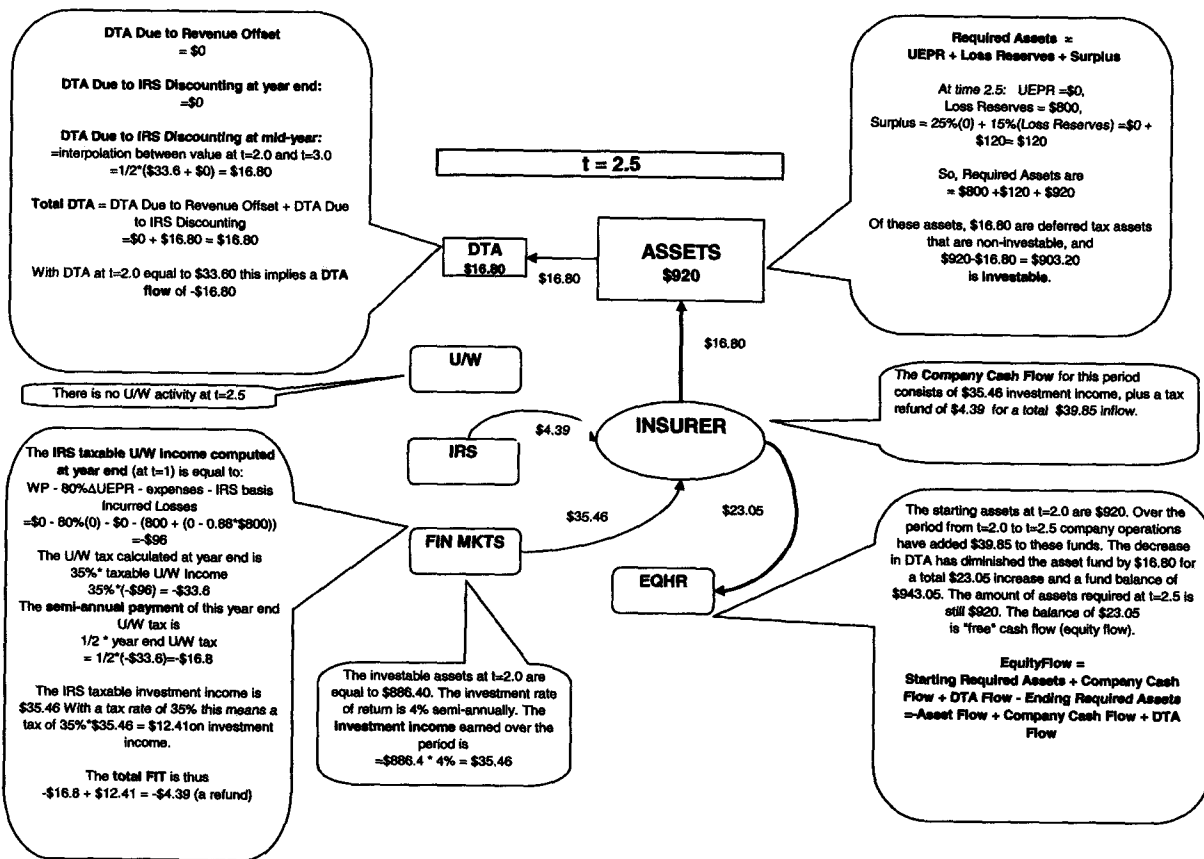 DTA Due to Revenue Offset
= $0
DTA Due to IRS Discounting at year end:
=$0
DTA Due to IRS Discounting at mid-year:
=interpolation between value at t=2.0 and t=3.0
=1/2*($33.6 + $0) = $16.80
Total DTA = DTA Due to Revenue Offset + DTA Due
to IRS Discounting
=$0 + $16.80 = $16.80
With DTA at t=2.0 equal to $33.60 this implies a DTA
flow of -$16.80
t = 2.5
Required Assets =
UEPR + Loss Reserves + Surplus
At time 2.5: UEPR =$0,
Loss Reserves = $800,
Surplus = 25%(0) + 15%(Loss Reserves) =$0 +
$120= $120
So, Required Assets are
= $800 +$120 + $920
Of these assets, $16.80 are deferred tax assets
that are non-investable, and
$920-$16.80 = $903.20
is investable.
DTA
$16.80
$16.80
ASSETS
$920
$16.80
U/W
There is no U/W activity at t=2.5
IRS
$4.39
INSURER
The Company Cash Flow for this period
consists of $35.46 investment income, plus a tax
refund of $4.39 for a total $39.85 inflow.
The IRS taxable U/W Income computed
at year end (at t=1) is equal to:
WP - 80%ΔUEPR - expenses - IRS basis
Incurred Losses
=$0 - 80%(0) - $0 - (800 + (0 - 0.88*$800))
=-$96
The U/W tax calculated at year end is
35%* taxable U/W Income
35%*(-$96) = -$33.6
The semi-annual payment of this year end
U/W tax is
1/2 * year end U/W tax
= 1/2*(-$33.6)=-$16.8
The IRS taxable investment income is
$35.46 With a tax rate of 35% this means a
tax of 35%*$35.46 = $12.41on investment
income.
The total FIT is thus
-$16.8 + $12.41 = -$4.39 (a refund)
FIN MKTS
$35.46
$23.05
EQHR
The investable assets at t=2.0 are
equal to $886.40. The investment rate
of return is 4% semi-annually. The
investment income earned over the
period is
=$886.4 * 4% = $35.46
The starting assets at t=2.0 are $920. Over the
period from t=2.0 to t=2.5 company operations
have added $39.85 to these funds. The decrease
in DTA has diminished the asset fund by $16.80 for
a total $23.05 increase and a fund balance of
$943.05. The amount of assets required at t=2.5 is
still $920. The balance of $23.05
is "free" cash flow (equity flow).
EquityFlow =
Starting Required Assets + Company Cash
Flow + DTA Flow - Ending Required Assets
=-Asset Flow + Company Cash Flow + DTA
Flow